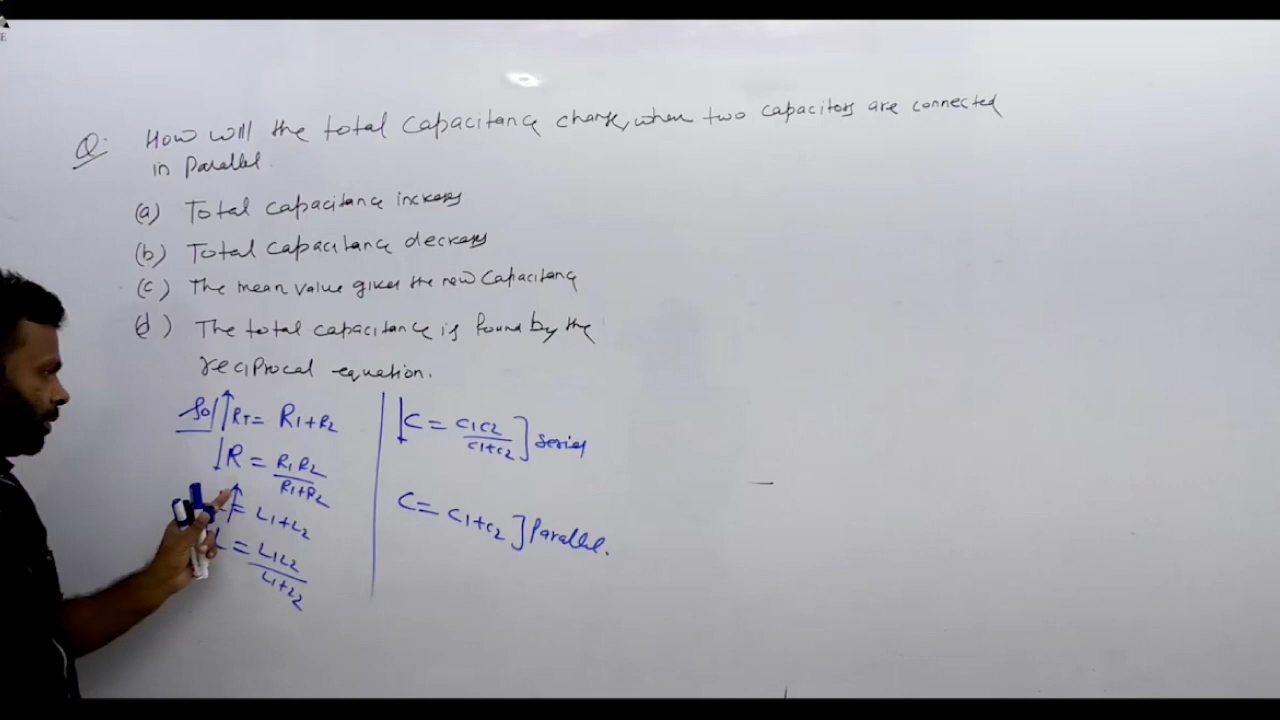 E
Q. How will the total capacitance change, when two capacitors are connected
in Parallel.
(a) Total capacitance increases
(b) Total capacitance decreases
(c) The mean value gives the new capacitance
(d) The total capacitance is found by the
reciprocal equation.
Sol ↑RT = R1+R2
↓R = R1R2/R1+R2
↑ = L1+L2
L = L1L2/L1+L2
↓C = C1C2/C1+C2 ] Series
C = C1+C2 ] Parallel.